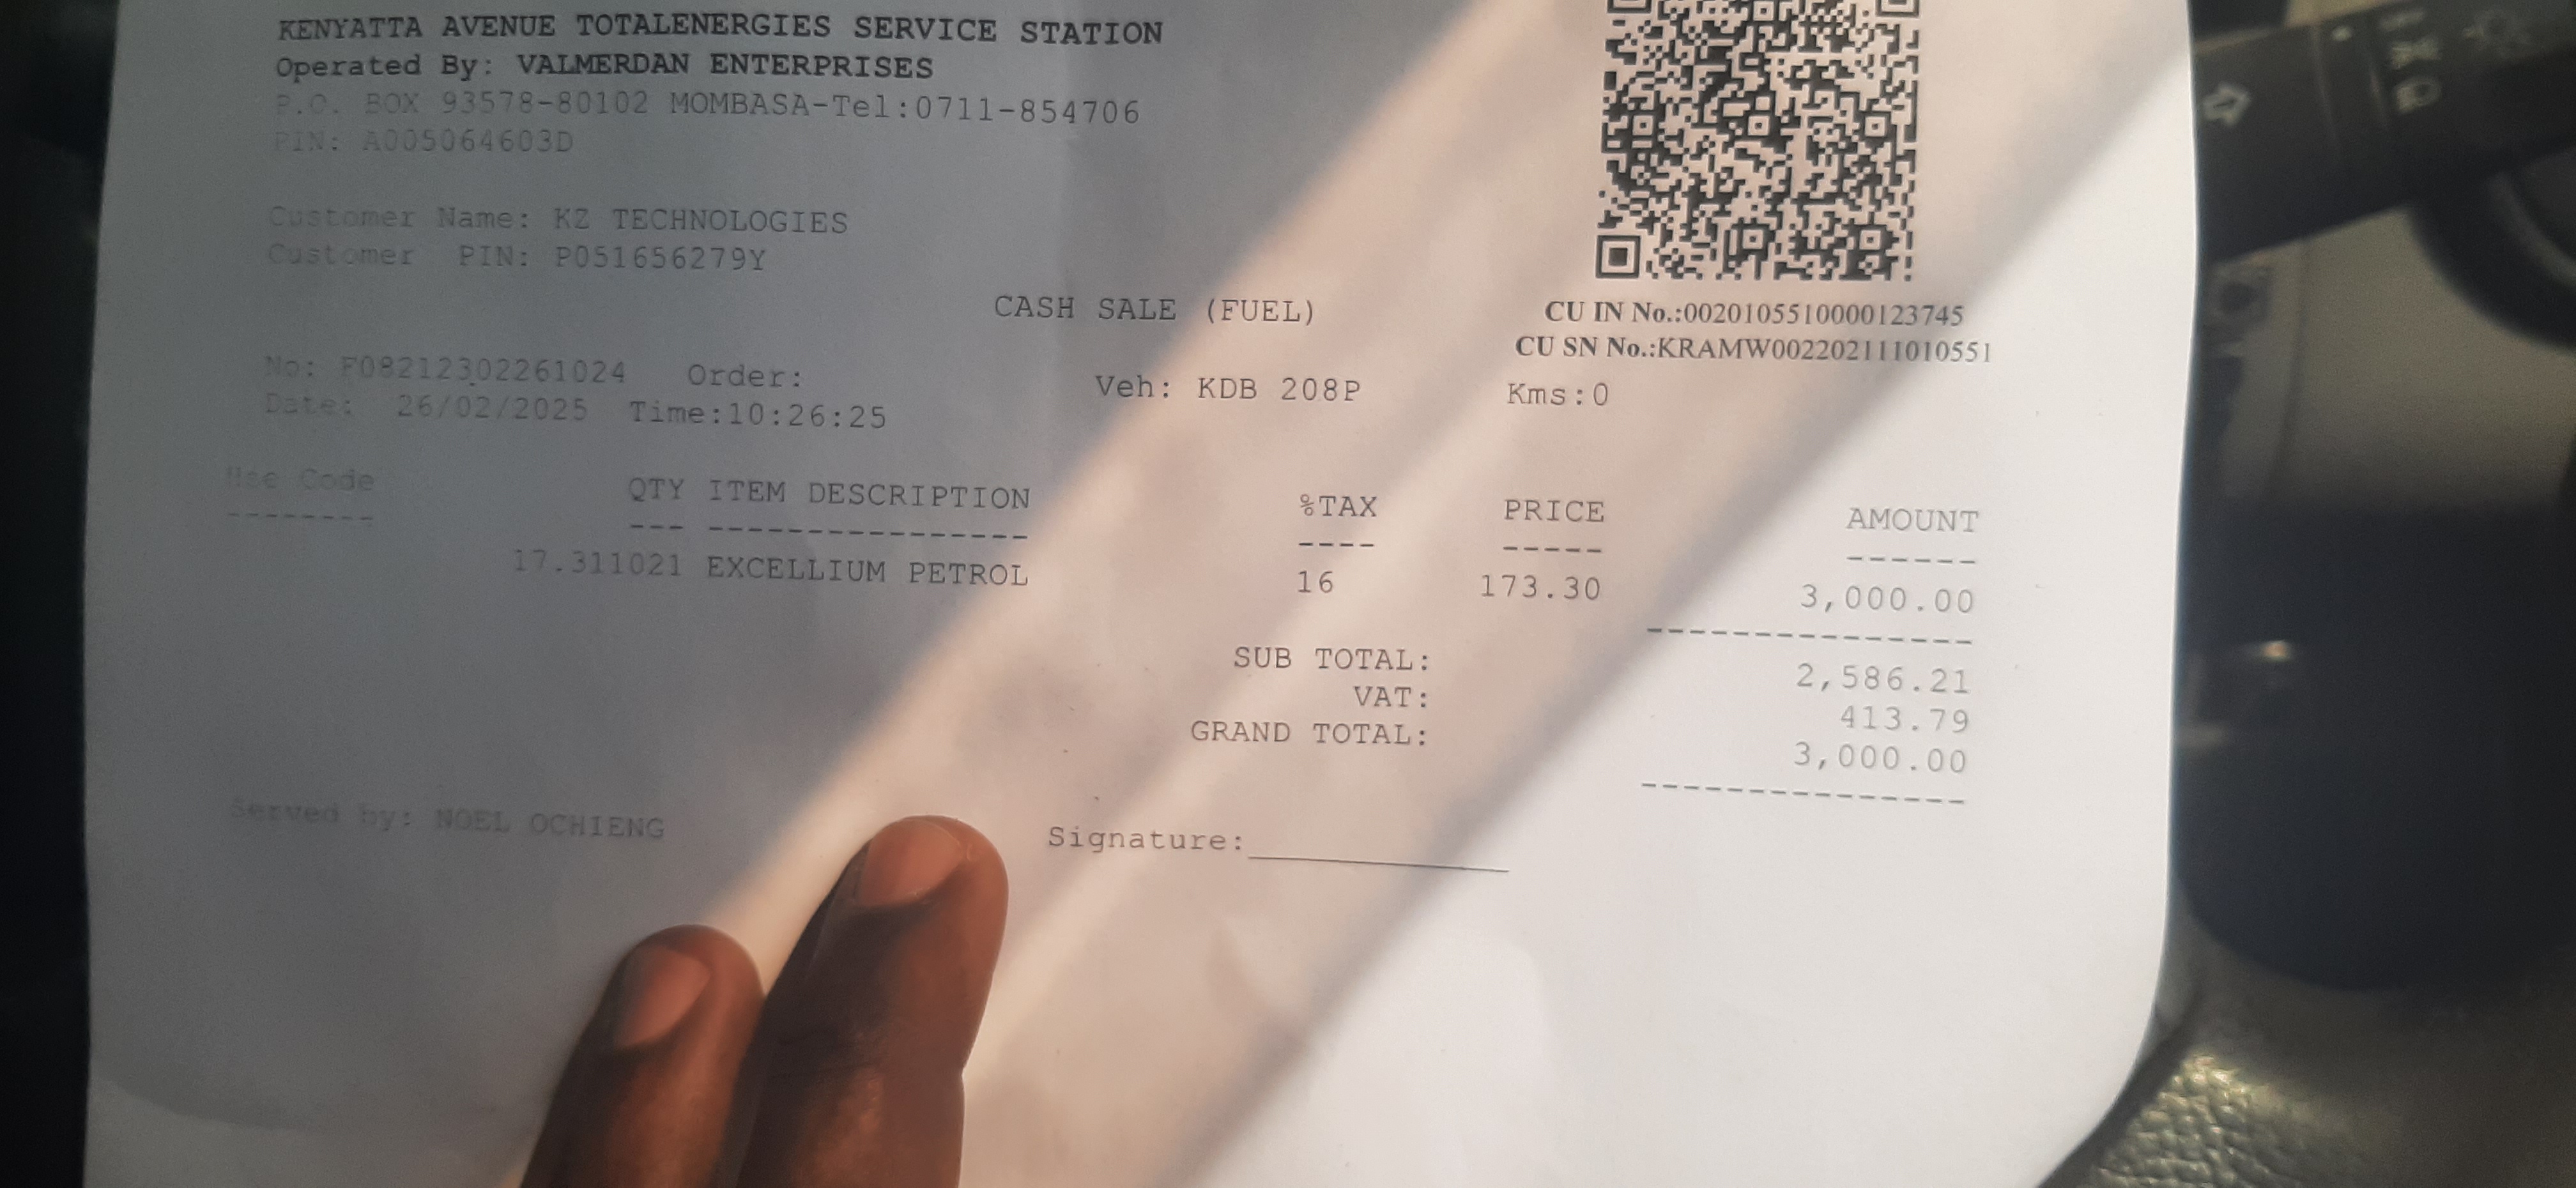 KENYATTA AVENUE TOTALENERGIES SERVICE STATION
Operated By: VALMERDAN ENTERPRISES
P.O. BOX 93578-80102 MOMBASA-Tel:0711-854706
PIN: A005064603D
Customer Name: KZ TECHNOLOGIES
Customer PIN: P051656279Y
CASH SALE (FUEL)
CU IN No.:0020105510000123745
CU SN No.:KRAMW002202111010551
No: F08212302261024 Order: Veh: KDB 208P Kms:0
Date: 26/02/2025 Time:10:26:25
Hsc Code QTY ITEM DESCRIPTION %TAX PRICE AMOUNT
-------- --- --------------- ---- ----- ------
17.311021 EXCELLIUM PETROL 16 173.30 3,000.00
---------------
SUB TOTAL: 2,586.21
VAT: 413.79
GRAND TOTAL: 3,000.00
---------------
Served by: NOEL OCHIENG Signature: